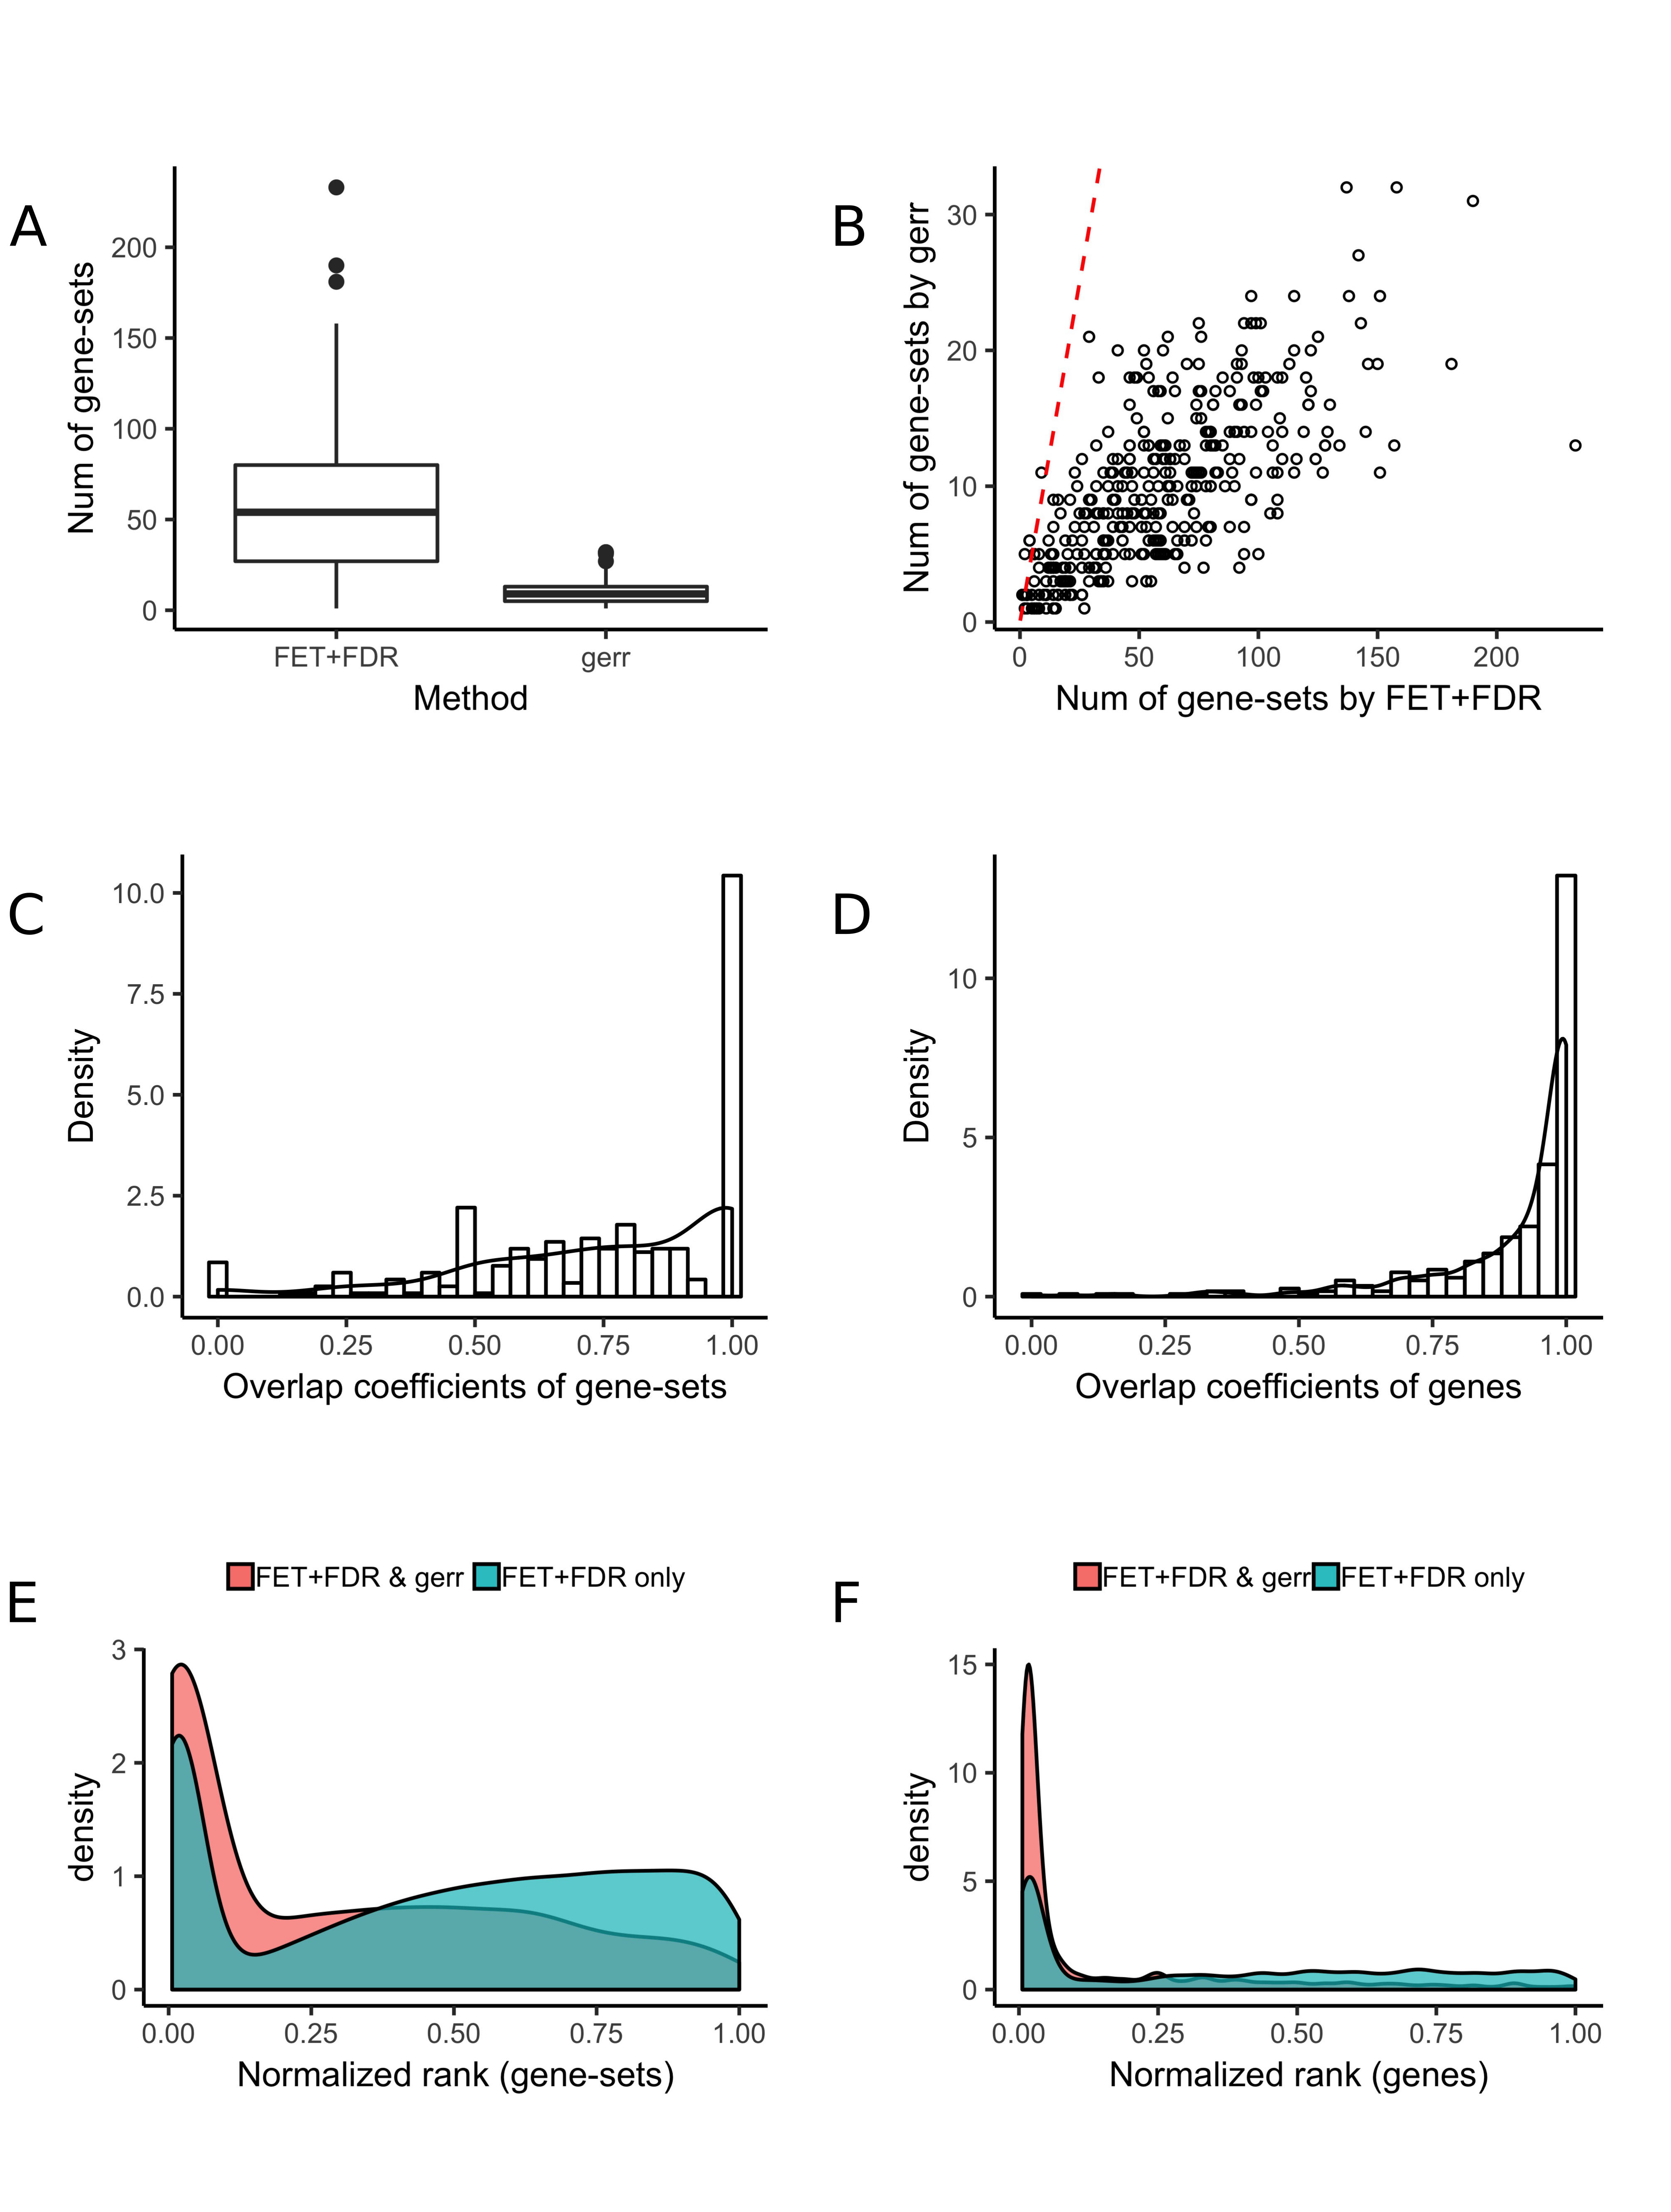 A
Num of gene-sets
200
150
100
50
0
FET+FDR
gerr
Method
B
Num of gene-sets by gerr
30
20
10
0
0
50
100
150
200
Num of gene-sets by FET+FDR
C
Density
10.0
7.5
5.0
2.5
0.0
0.00
0.25
0.50
0.75
1.00
Overlap coefficients of gene-sets
D
Density
10
5
0
0.00
0.25
0.50
0.75
1.00
Overlap coefficients of genes
E
FET+FDR & gerr
FET+FDR only
density
3
2
1
0
0.00
0.25
0.50
0.75
1.00
Normalized rank (gene-sets)
F
FET+FDR & gerr
FET+FDR only
density
15
10
5
0
0.00
0.25
0.50
0.75
1.00
Normalized rank (genes)